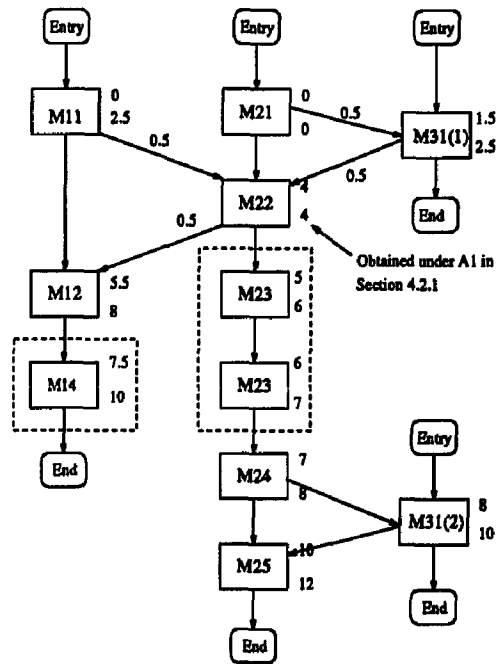 Entry
Entry
Entry
M11
0
2.5
M21
0
0
0.5
M31(1)
1.5
2.5
0.5
0.5
M22
4
4
End
0.5
Obtained under A1 in
Section 4.2.1
M12
5.5
8
M23
5
6
M14
7.5
10
M23
6
7
End
M24
7
8
Entry
M31(2)
8
10
M25
10
12
End
End